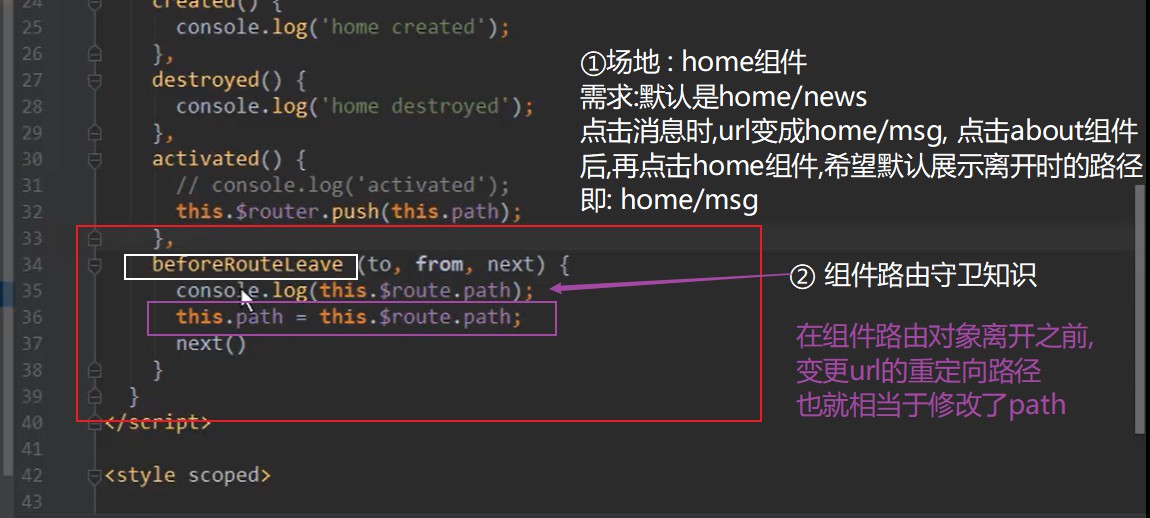 24 created() {
25 console.log('home created');
26 },
27 destroyed() {
28 console.log('home destroyed');
29 },
30 activated() {
31 // console.log('activated');
32 this.$router.push(this.path);
33 },
34 beforeRouteLeave (to, from, next) {
35 console.log(this.$route.path);
36 this.path = this.$route.path;
37 next()
38 }
39 }
40 </script>
41
42 <style scoped>
43
①场地 : home组件
需求:默认是home/news
点击消息时,url变成home/msg, 点击about组件
后,再点击home组件,希望默认展示离开时的路径
即: home/msg
② 组件路由守卫知识
在组件路由对象离开之前,
变更url的重定向路径
也就相当于修改了path